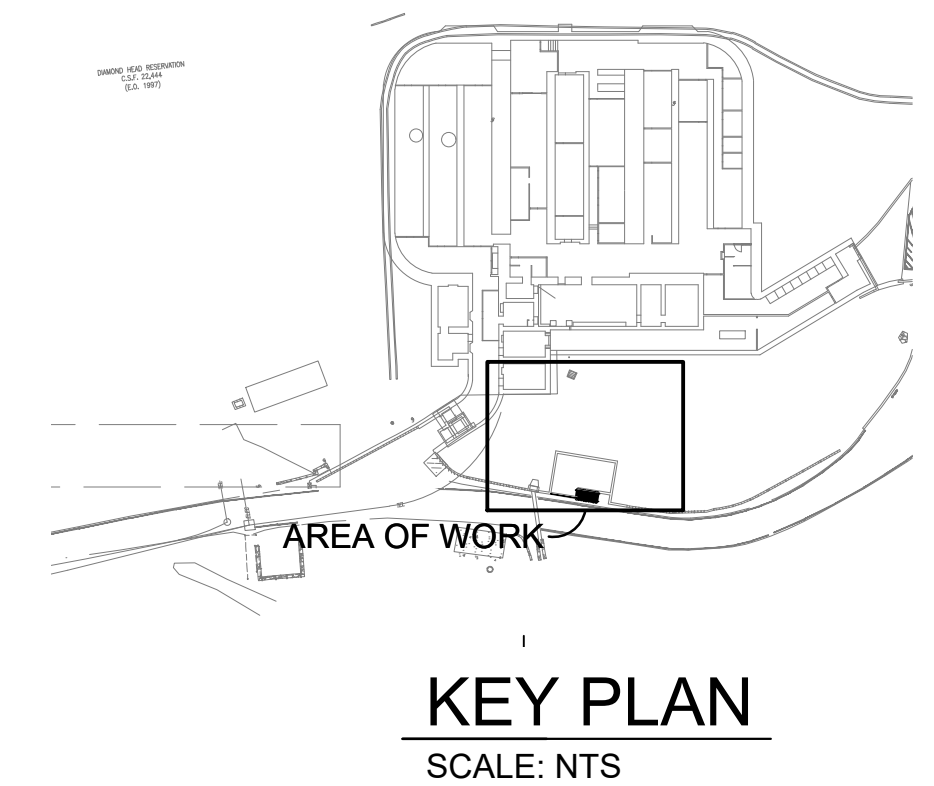 DIAMOND HEAD RESERVATION
C.S.F. 22,444
(E.O. 1997)
AREA OF WORK
KEY PLAN
SCALE: NTS